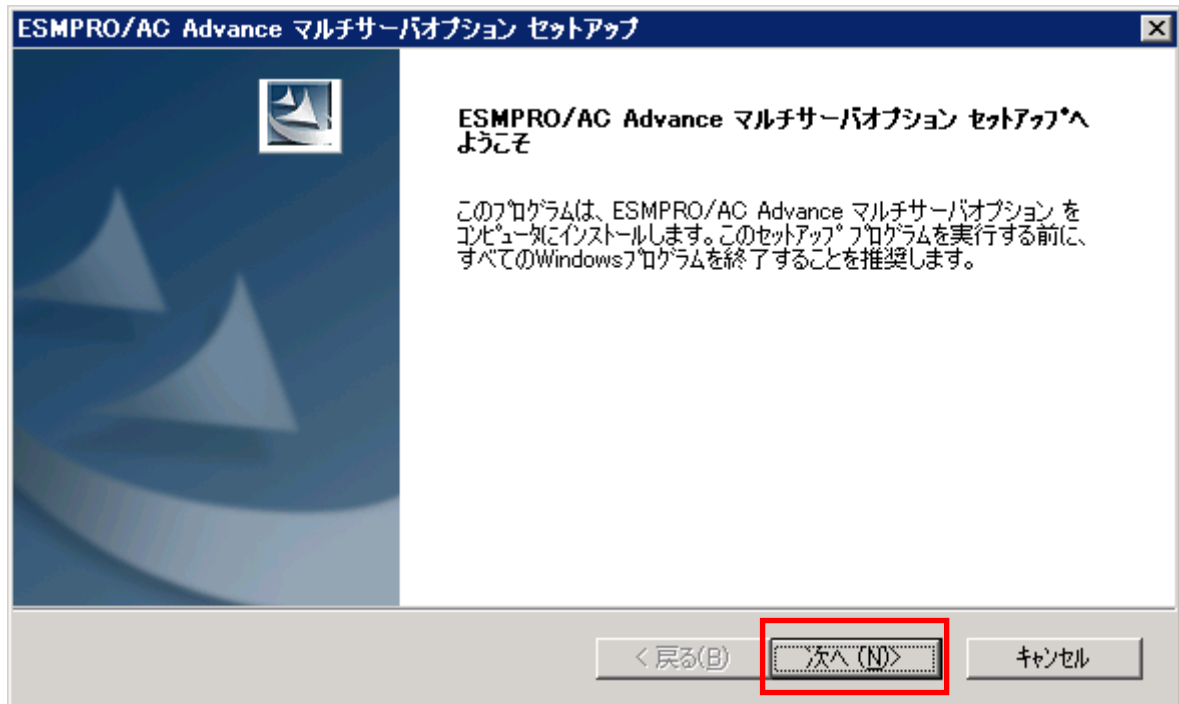 ESMPRO/AC Advance マルチサーバオプション セットアップ
ESMPRO/AC Advance マルチサーバオプション セットアップへ
ようこそ
このプログラムは、ESMPRO/AC Advance マルチサーバオプション を
コンピュータにインストールします。このセットアップ プログラムを実行する前に、
すべてのWindowsプログラムを終了することを推奨します。
< 戻る(B)
次へ (N)>
キャンセル